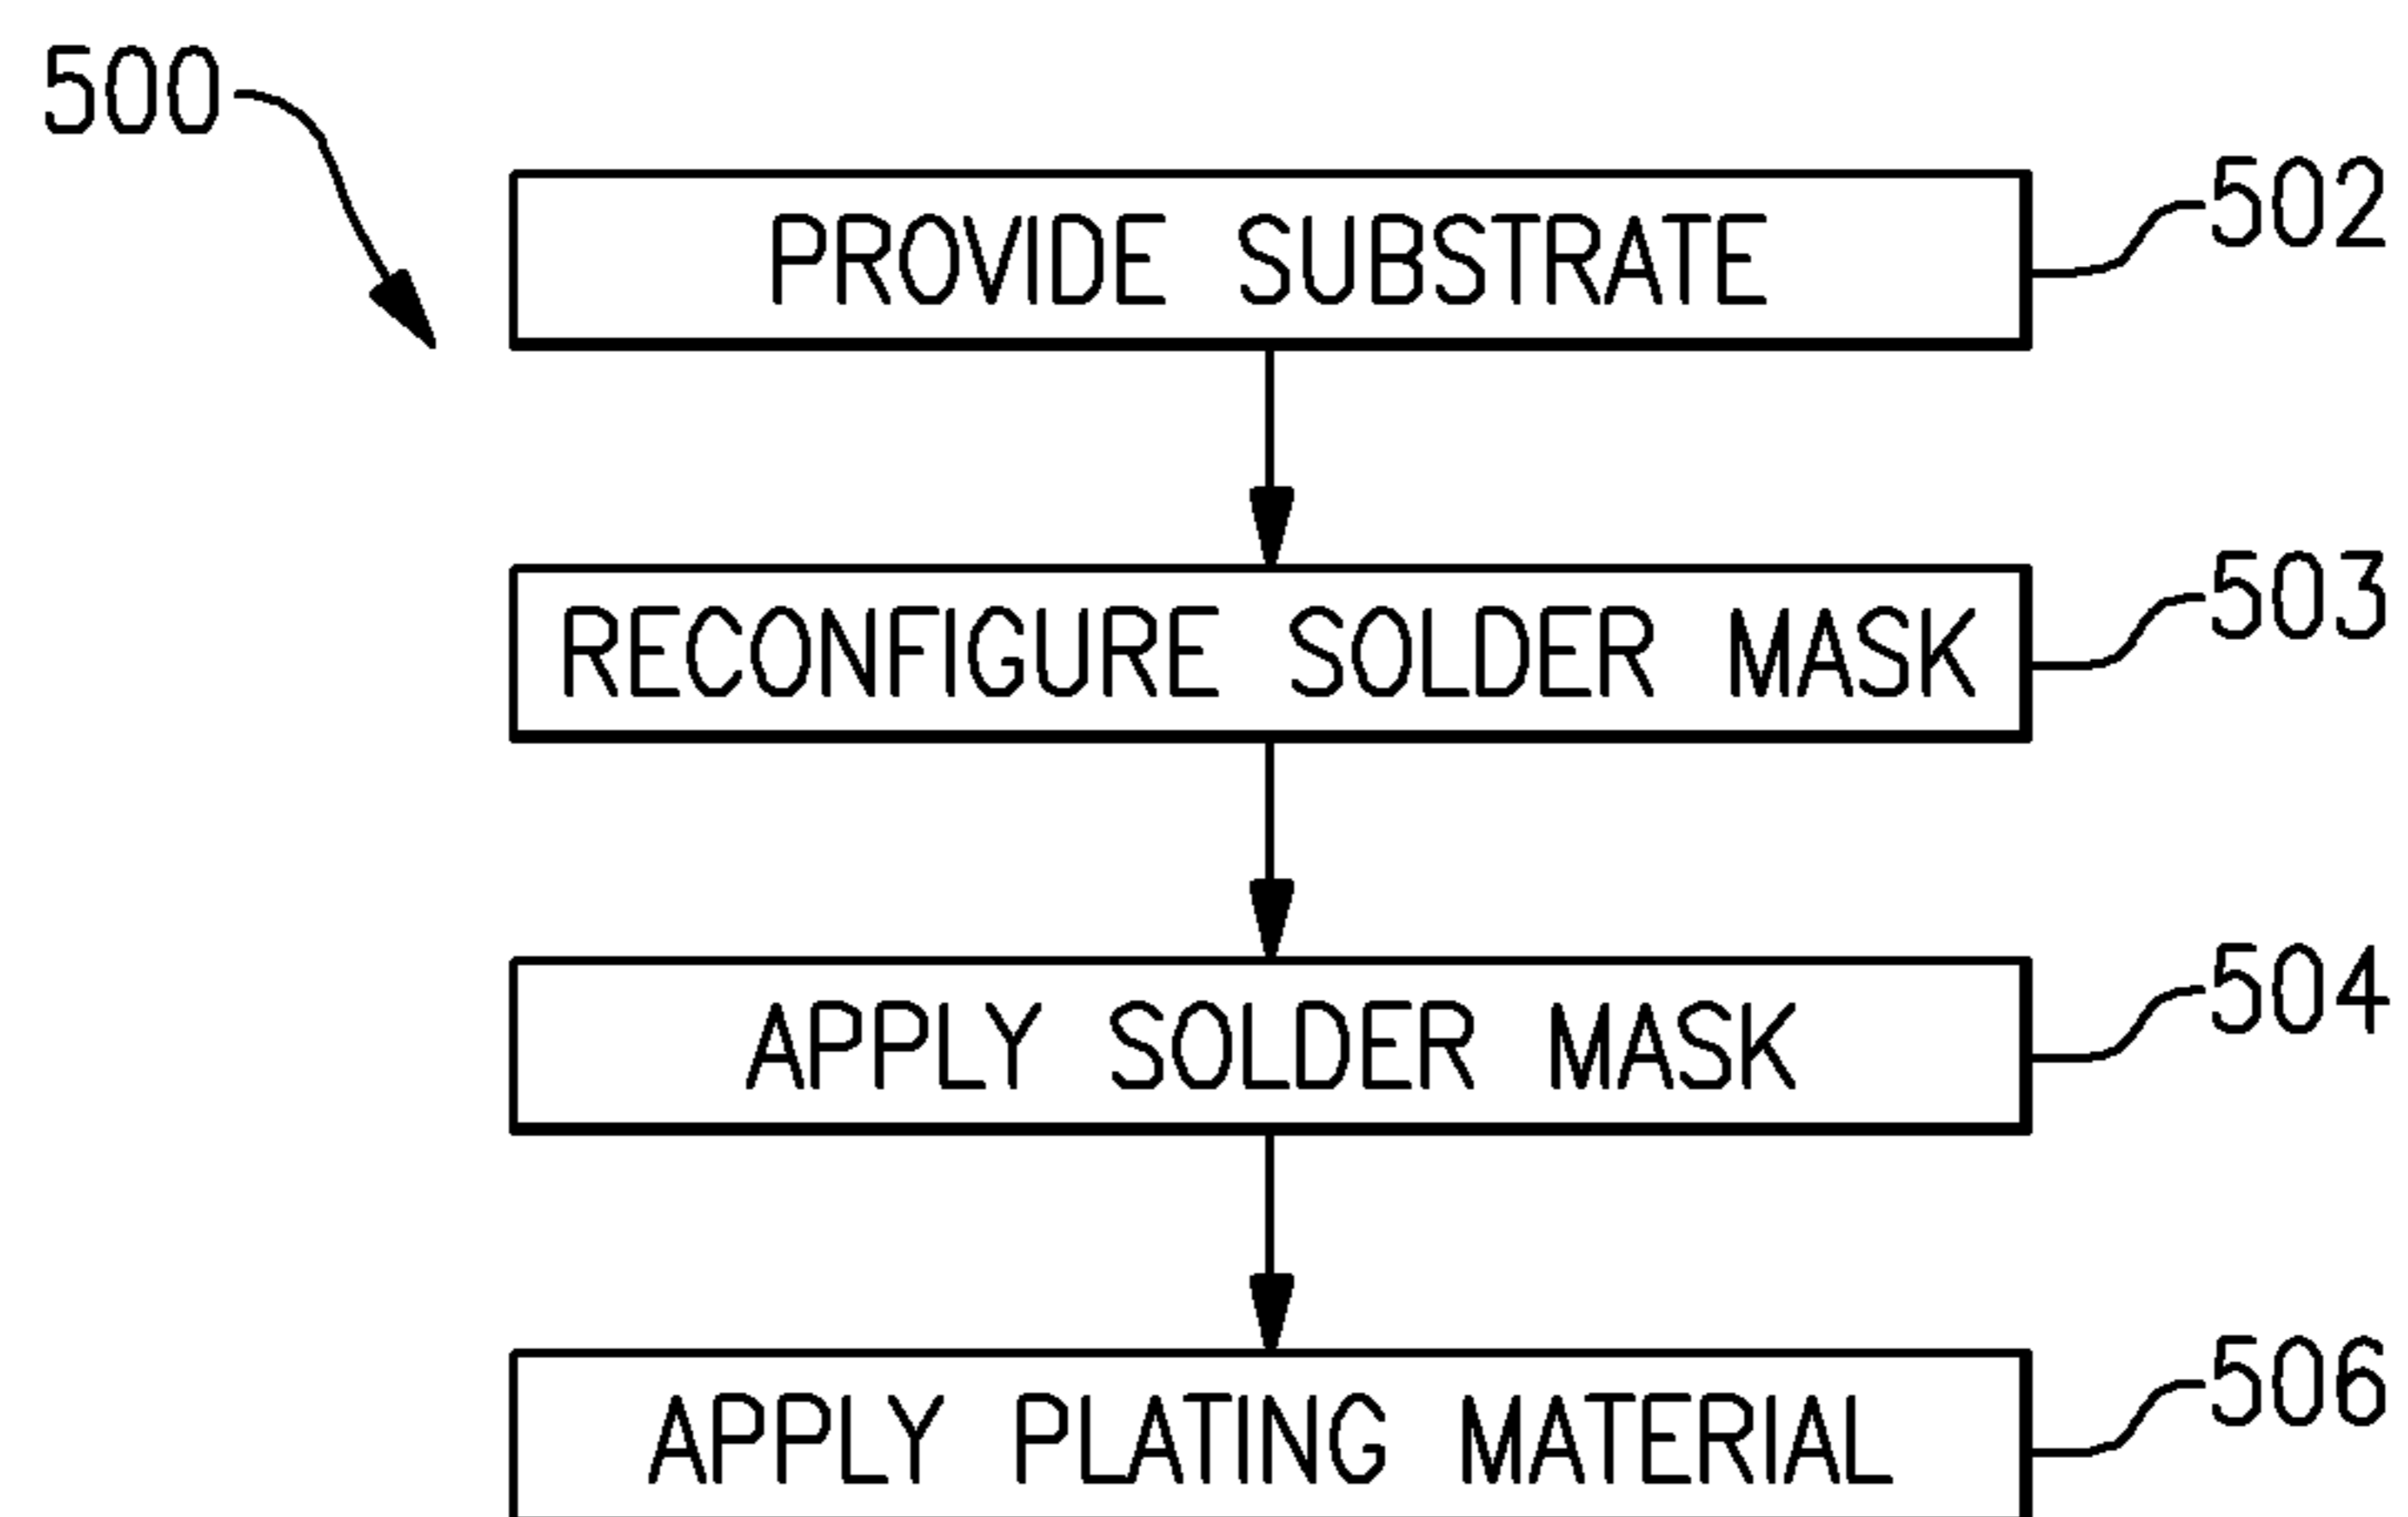 500
PROVIDE SUBSTRATE
502
RECONFIGURE SOLDER MASK
503
APPLY SOLDER MASK
504
APPLY PLATING MATERIAL
506